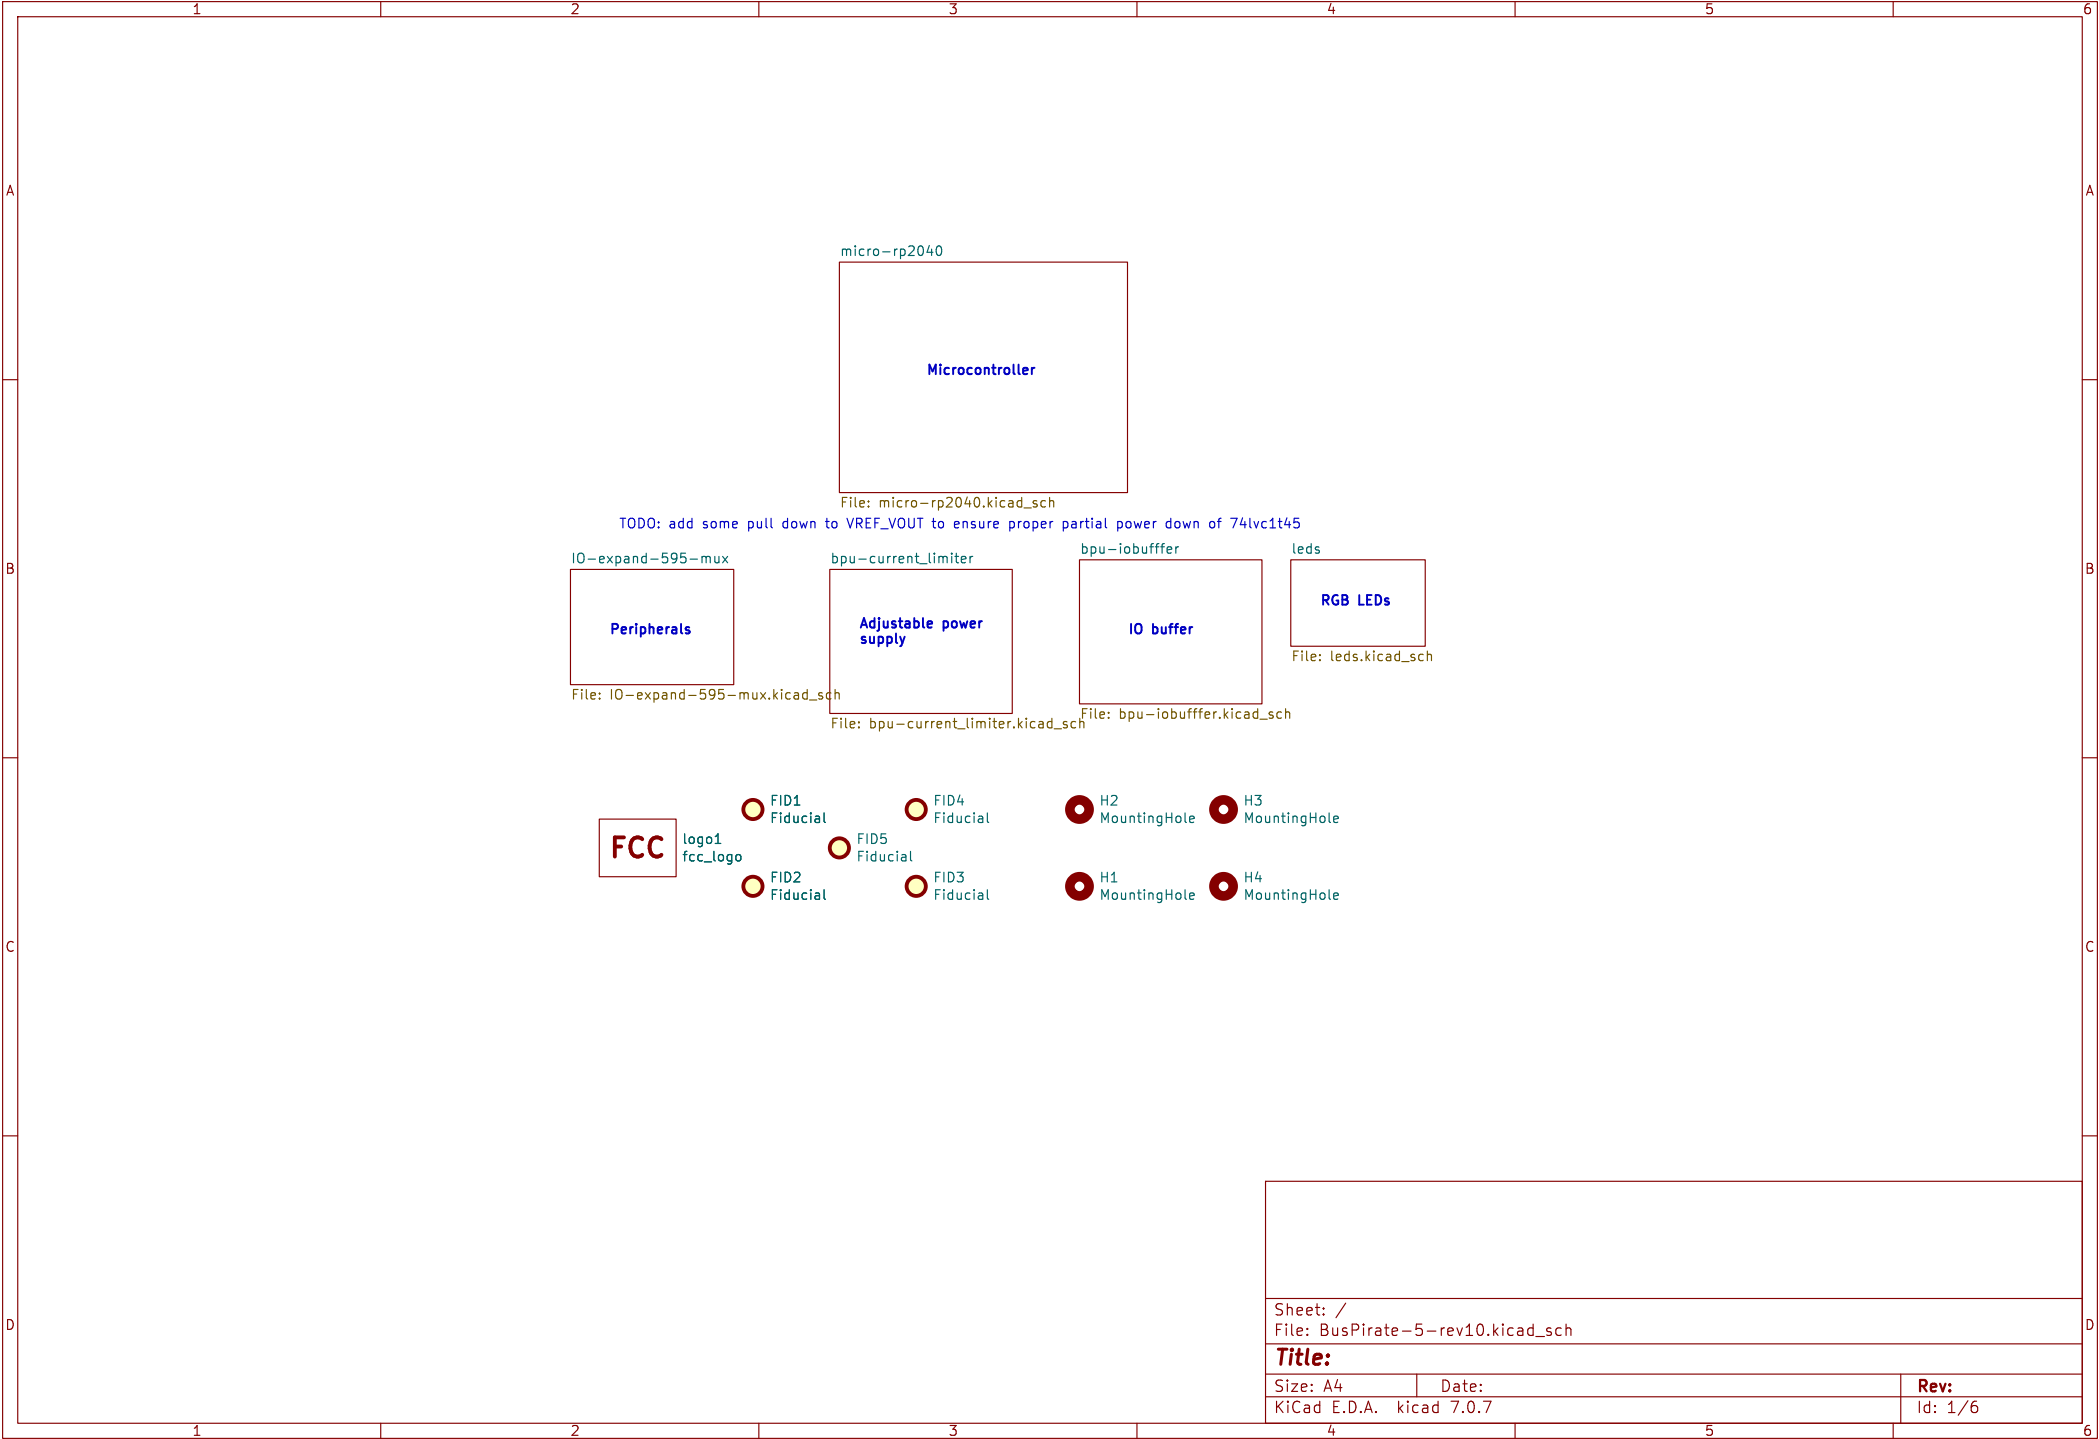 1 2 3 4 5 6
A A
micro-rp2040
Microcontroller
File: micro-rp2040.kicad_sch
TODO: add some pull down to VREF_VOUT to ensure proper partial power down of 74lvc1t45
B B
IO-expand-595-mux
Peripherals
File: IO-expand-595-mux.kicad_sch
bpu-current_limiter
Adjustable power
supply
File: bpu-current_limiter.kicad_sch
bpu-iobufffer
IO buffer
File: bpu-iobufffer.kicad_sch
leds
RGB LEDs
File: leds.kicad_sch
FCC
logo1
fcc_logo
FID1
Fiducial
FID2
Fiducial
FID5
Fiducial
FID4
Fiducial
FID3
Fiducial
H2
MountingHole
H1
MountingHole
H3
MountingHole
H4
MountingHole
C C
D D
Sheet: /
File: BusPirate-5-rev10.kicad_sch
Title:
Size: A4 Date: Rev:
KiCad E.D.A. kicad 7.0.7 Id: 1/6
1 2 3 4 5 6